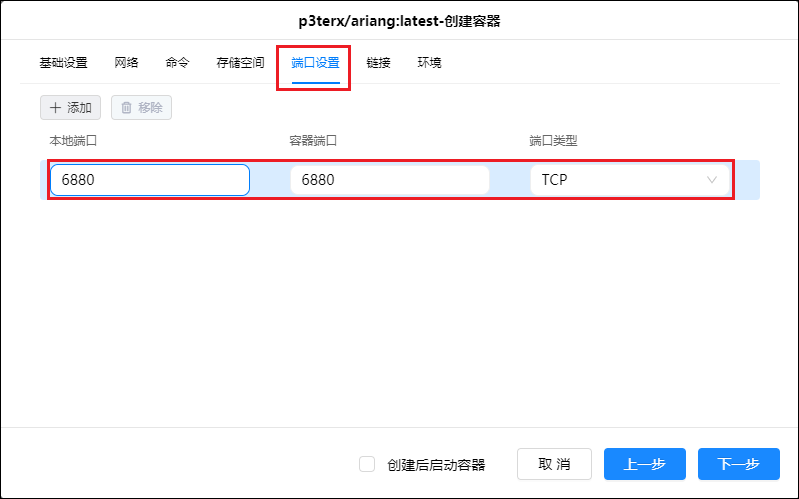 p3terx/ariang:latest-创建容器
基础设置 网络 命令 存储空间 端口设置 链接 环境
添加 移除
本地端口 容器端口 端口类型
6880 6880 TCP
创建后启动容器 取 消 上一步 下一步